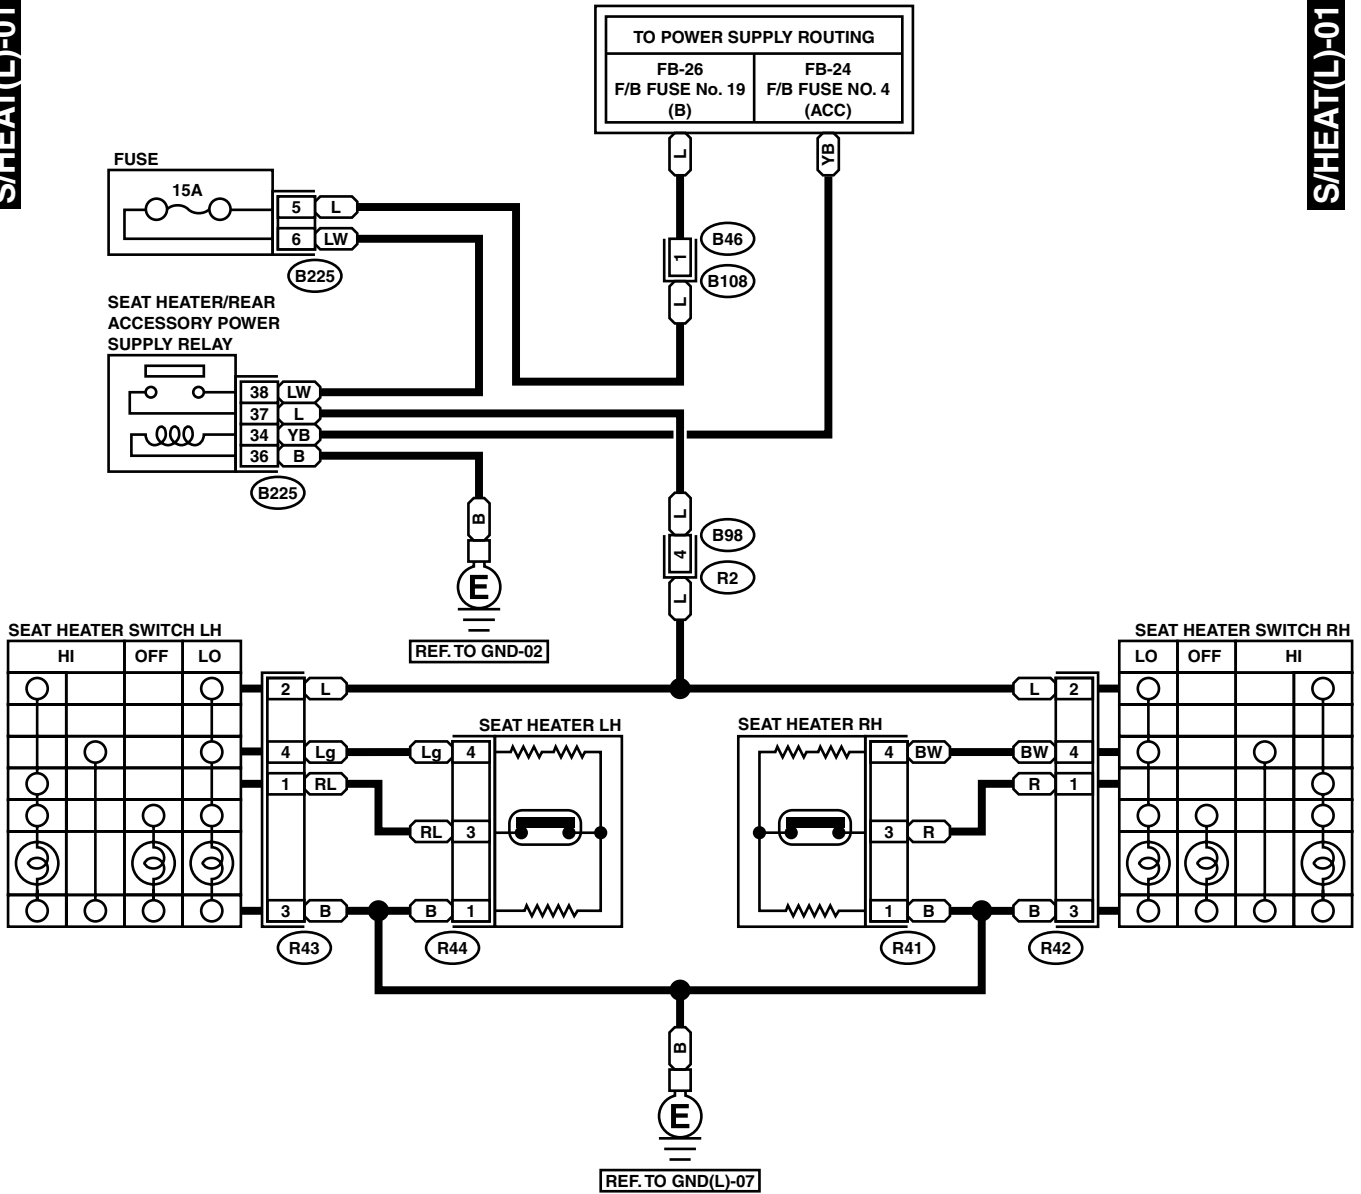 S/HEAT(L)-01
S/HEAT(L)-01
TO POWER SUPPLY ROUTING
FB-26
F/B FUSE No. 19
(B)
FB-24
F/B FUSE NO. 4
(ACC)
L
YB
FUSE
15A
5 L
6 LW
B225
1
B46
B108
L
SEAT HEATER/REAR
ACCESSORY POWER
SUPPLY RELAY
38 LW
37 L
34 YB
36 B
B225
B
E
REF. TO GND-02
L
4
B98
R2
L
SEAT HEATER SWITCH LH
HI OFF LO
2 L
4 Lg
1 RL
3 B
R43
SEAT HEATER LH
Lg 4
RL 3
B 1
R44
SEAT HEATER RH
4 BW
3 R
1 B
R41
SEAT HEATER SWITCH RH
LO OFF HI
L 2
BW 4
R 1
B 3
R42
B
E
REF. TO GND(L)-07